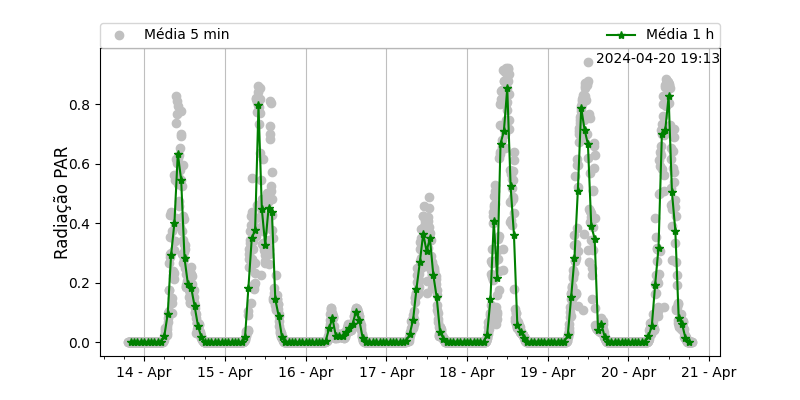 Média 5 min
Média 1 h
2024-04-20 19:13
Radiação PAR
0.8
0.6
0.4
0.2
0.0
14 - Apr
15 - Apr
16 - Apr
17 - Apr
18 - Apr
19 - Apr
20 - Apr
21 - Apr